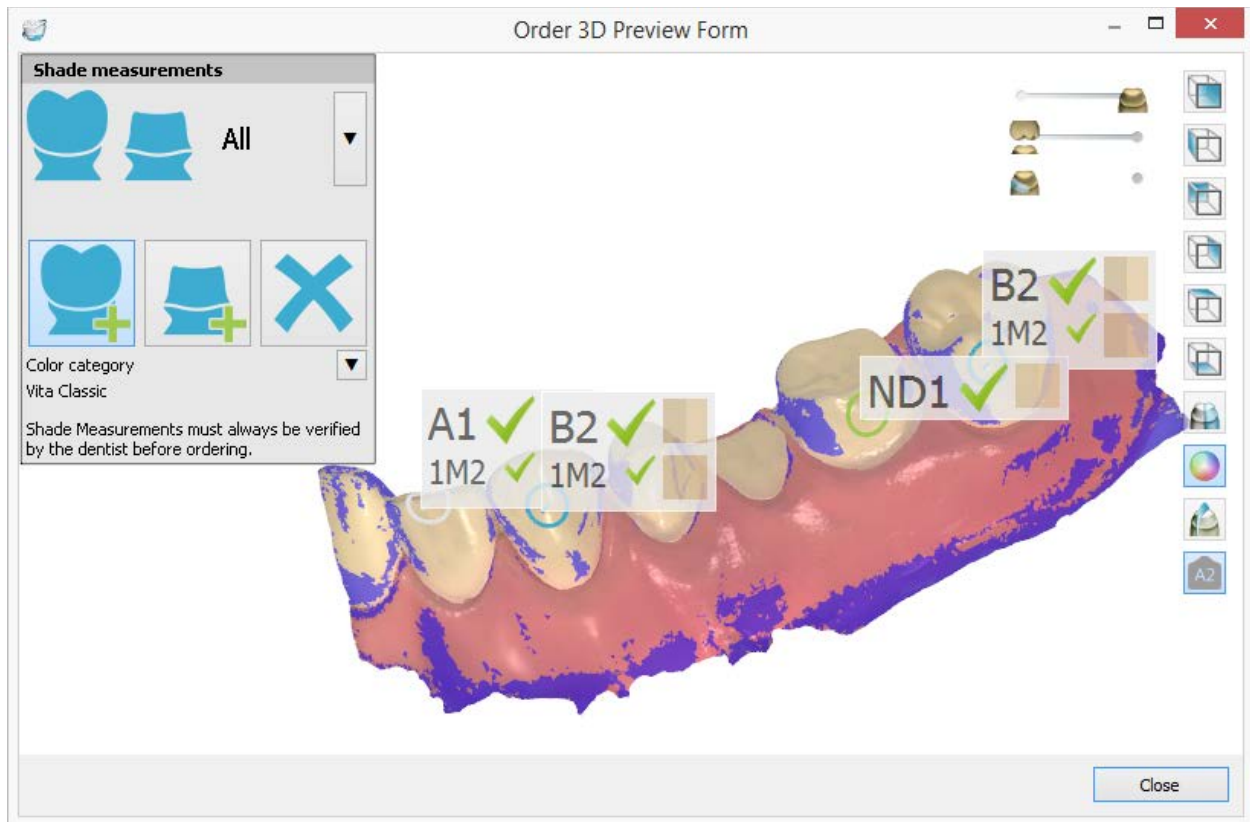 Order 3D Preview Form
Shade measurements
All
Color category
Vita Classic
Shade Measurements must always be verified
by the dentist before ordering.
B2
1M2
ND1
A1
1M2
B2
1M2
A2
Close